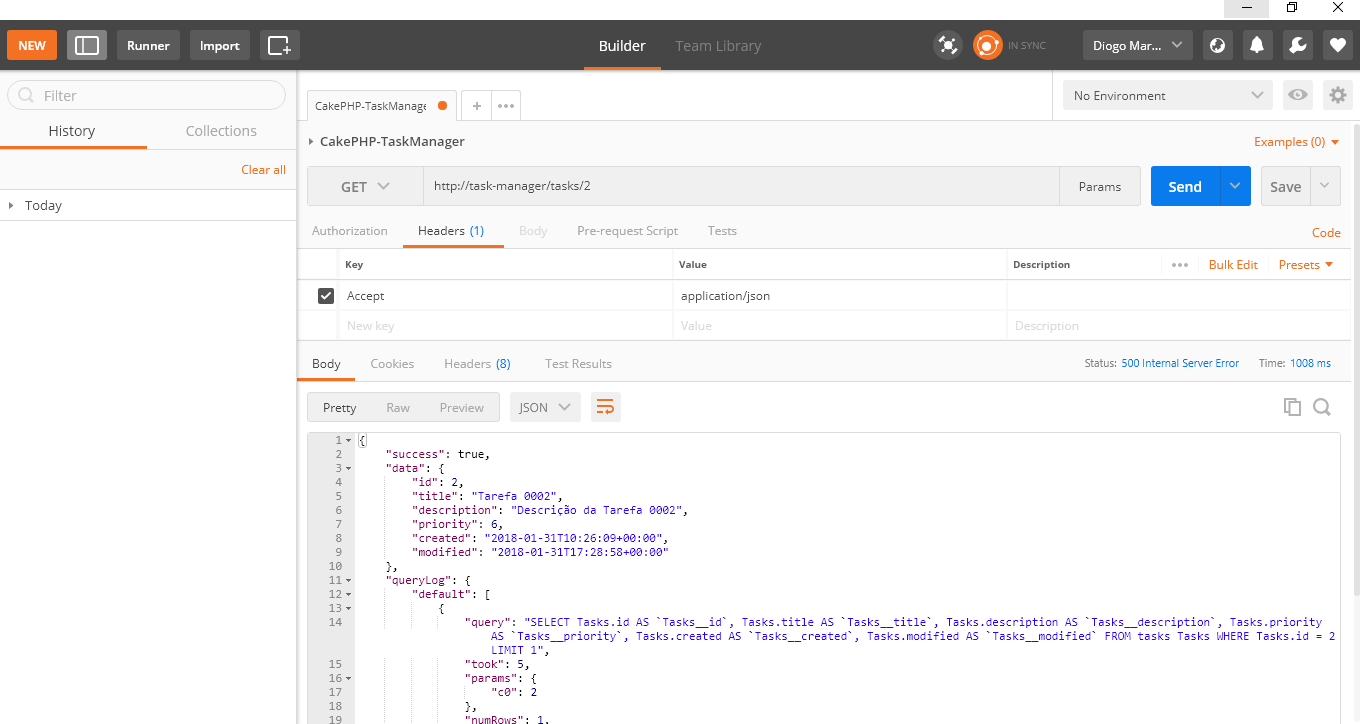 NEW Runner Import Builder Team Library IN SYNC Diogo Mar...
Filter
History Collections
Clear all
Today
CakePHP-TaskManage + ••• No Environment
CakePHP-TaskManager Examples (0)
GET http://task-manager/tasks/2 Params Send Save
Authorization Headers (1) Body Pre-request Script Tests Code
Key Value Description ••• Bulk Edit Presets
Accept application/json
New key Value Description
Body Cookies Headers (8) Test Results Status: 500 Internal Server Error Time: 1008 ms
Pretty Raw Preview JSON
1 {
2 "success": true,
3 "data": {
4 "id": 2,
5 "title": "Tarefa 0002",
6 "description": "Descrição da Tarefa 0002",
7 "priority": 6,
8 "created": "2018-01-31T10:26:09+00:00",
9 "modified": "2018-01-31T17:28:58+00:00"
10 },
11 "queryLog": {
12 "default": [
13 {
14 "query": "SELECT Tasks.id AS `Tasks__id`, Tasks.title AS `Tasks__title`, Tasks.description AS `Tasks__description`, Tasks.priority
AS `Tasks__priority`, Tasks.created AS `Tasks__created`, Tasks.modified AS `Tasks__modified` FROM tasks Tasks WHERE Tasks.id = 2
LIMIT 1",
15 "took": 5,
16 "params": {
17 "c0": 2
18 },
19 "numRows": 1,